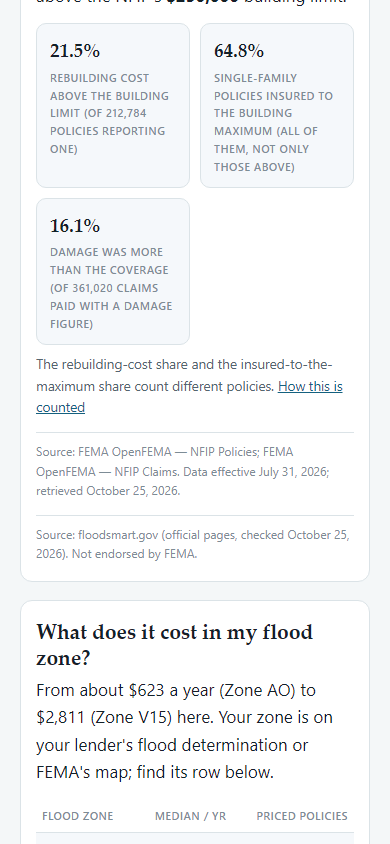 21.5%
REBUILDING COST
ABOVE THE BUILDING
LIMIT (OF 212,784
POLICIES REPORTING
ONE)
64.8%
SINGLE-FAMILY
POLICIES INSURED TO
THE BUILDING
MAXIMUM (ALL OF
THEM, NOT ONLY
THOSE ABOVE)
16.1%
DAMAGE WAS MORE
THAN THE COVERAGE
(OF 361,020 CLAIMS
PAID WITH A DAMAGE
FIGURE)
The rebuilding-cost share and the insured-to-the-
maximum share count different policies. How this is
counted
Source: FEMA OpenFEMA — NFIP Policies; FEMA
OpenFEMA — NFIP Claims. Data effective July 31, 2026;
retrieved October 25, 2026.
Source: floodsmart.gov (official pages, checked October 25,
2026). Not endorsed by FEMA.
What does it cost in my flood
zone?
From about $623 a year (Zone AO) to
$2,811 (Zone V15) here. Your zone is on
your lender's flood determination or
FEMA's map; find its row below.
FLOOD ZONE MEDIAN / YR PRICED POLICIES